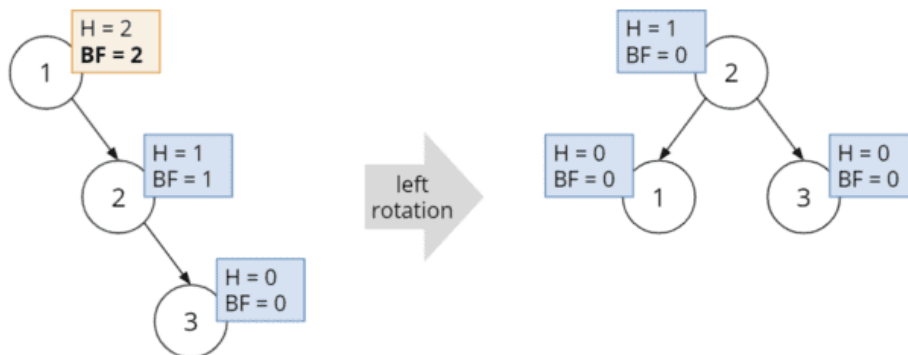 H = 2
BF = 2
1
H = 1
BF = 1
2
H = 0
BF = 0
3
left
rotation
H = 1
BF = 0
2
H = 0
BF = 0
1
H = 0
BF = 0
3